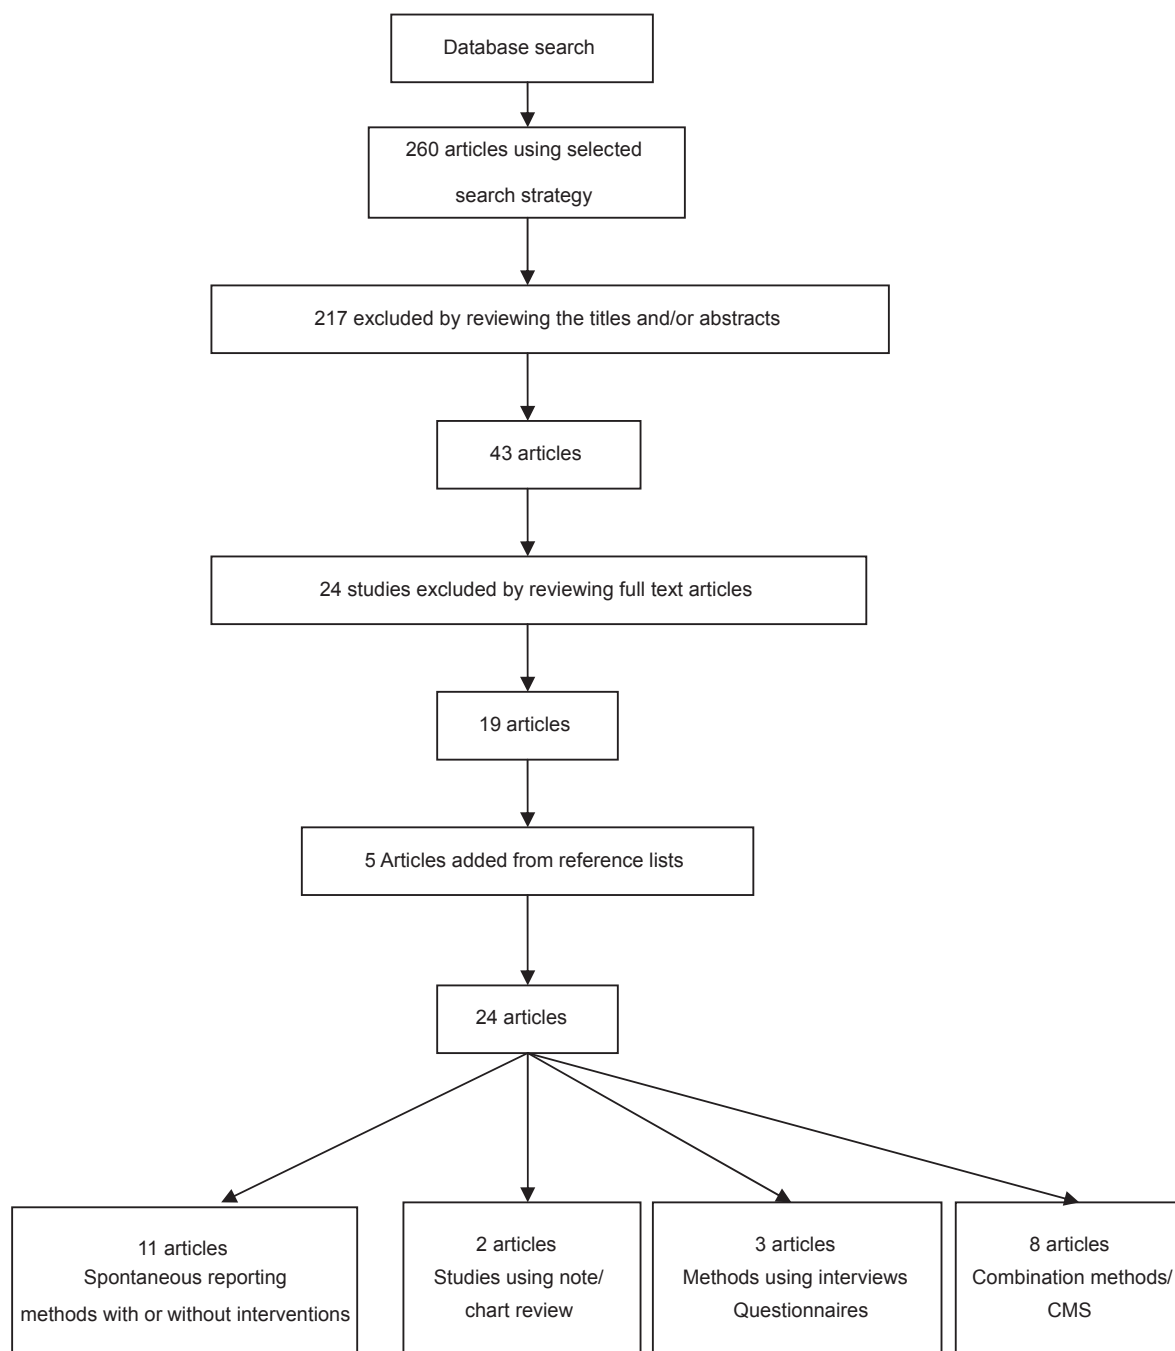 Database search
260 articles using selected
search strategy
217 excluded by reviewing the titles and/or abstracts
43 articles
24 studies excluded by reviewing full text articles
19 articles
5 Articles added from reference lists
24 articles
11 articles
Spontaneous reporting
methods with or without interventions
2 articles
Studies using note/
chart review
3 articles
Methods using interviews
Questionnaires
8 articles
Combination methods/
CMS